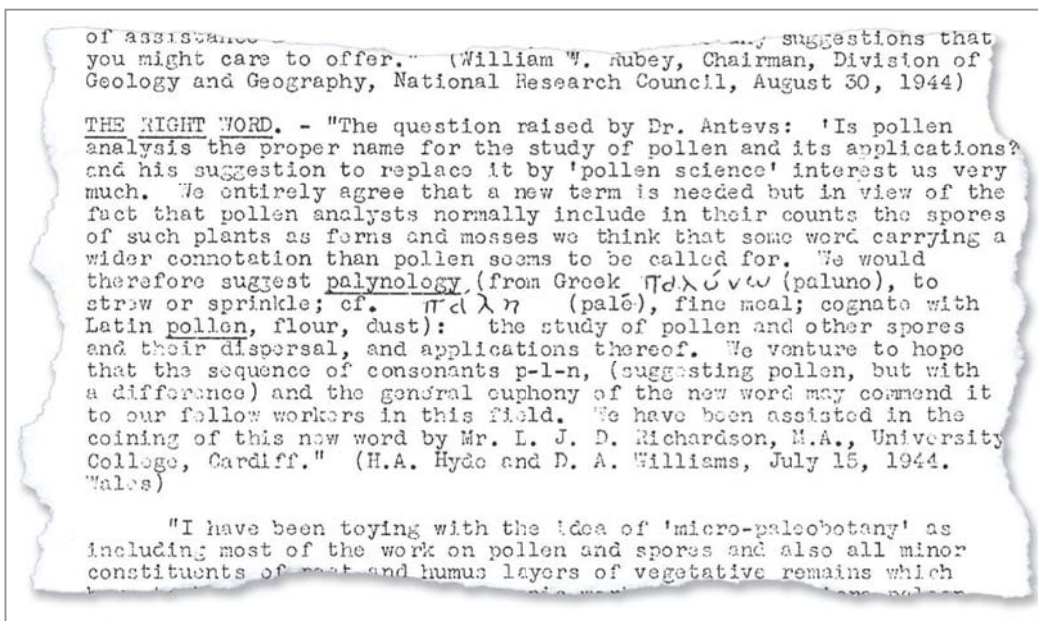 of assistance suggestions that
you might care to offer." (William W. Rubey, Chairman, Division of
Geology and Geography, National Research Council, August 30, 1944)
THE RIGHT WORD. - "The question raised by Dr. Antevs: 'Is pollen
analysis the proper name for the study of pollen and its applications?
and his suggestion to replace it by 'pollen science' interest us very
much. We entirely agree that a new term is needed but in view of the
fact that pollen analysts normally include in their counts the spores
of such plants as ferns and mosses we think that some word carrying a
wider connotation than pollen seems to be called for. We would
therefore suggest palynology (from Greek παλύνω (paluno), to
strew or sprinkle; cf. παλη (palē), fine meal; cognate with
Latin pollen, flour, dust): the study of pollen and other spores
and their dispersal, and applications thereof. We venture to hope
that the sequence of consonants p-l-n, (suggesting pollen, but with
a difference) and the general euphony of the new word may commend it
to our fellow workers in this field. We have been assisted in the
coining of this new word by Mr. L. J. D. Richardson, M.A., University
College, Cardiff." (H.A. Hyde and D. A. Williams, July 15, 1944.
Wales)
"I have been toying with the idea of 'micro-paleobotany' as
including most of the work on pollen and spores and also all minor
constituents of peat and humus layers of vegetative remains which